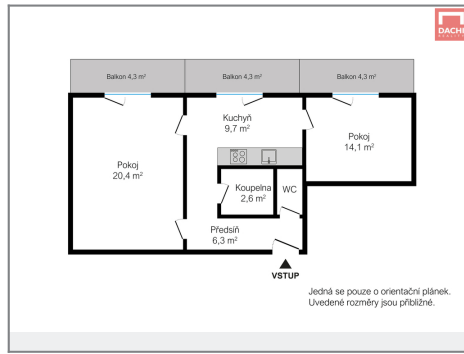 DACHI
REALITY
Balkon 4,3 m²
Balkon 4,3 m²
Balkon 4,3 m²
Kuchyň
9,7 m²
Pokoj
14,1 m²
Pokoj
20,4 m²
Koupelna
2,6 m²
WC
Předsíň
6,3 m²
VSTUP
Jedná se pouze o orientační plánek.
Uvedené rozměry jsou přibližné.